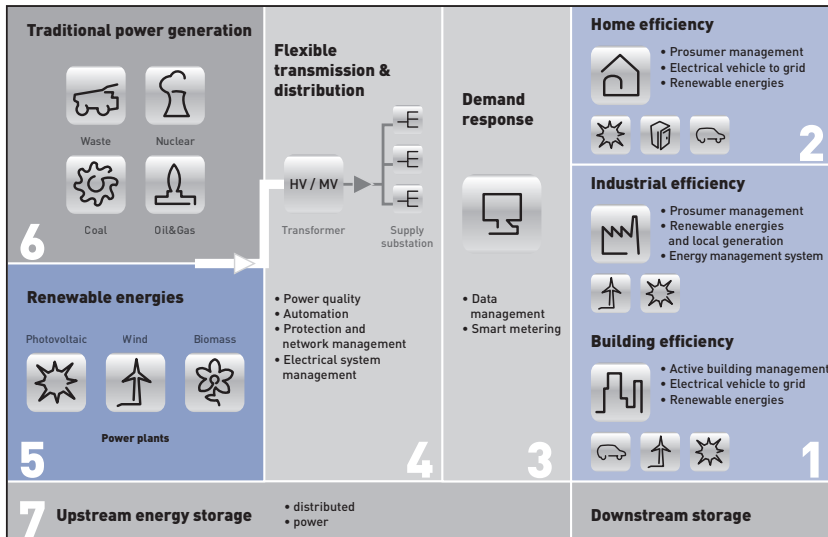 Traditional power generation
Waste
Nuclear
Coal
Oil&Gas
6
Renewable energies
Photovoltaic
Wind
Biomass
Power plants
5
Flexible
transmission &
distribution
HV / MV
Transformer
Supply
substation
• Power quality
• Automation
• Protection and
network management
• Electrical system
management
4
Demand
response
• Data
management
• Smart metering
3
Home efficiency
• Prosumer management
• Electrical vehicle to grid
• Renewable energies
2
Industrial efficiency
• Prosumer management
• Renewable energies
and local generation
• Energy management system
Building efficiency
• Active building management
• Electrical vehicle to grid
• Renewable energies
1
7
Upstream energy storage
• distributed
• power
Downstream storage